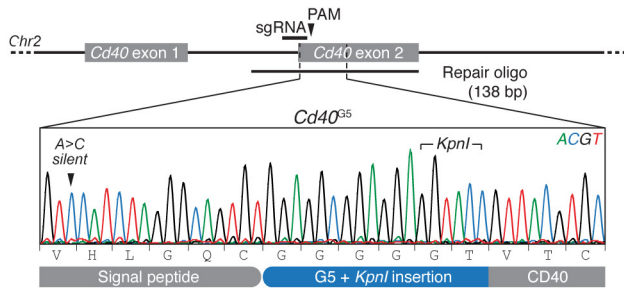 PAM
sgRNA
Chr2
Cd40 exon 1
Cd40 exon 2
Repair oligo
(138 bp)
Cd40G5
A>C
silent
KpnI
ACGT
V H L G Q C G G G G G G T V T C
Signal peptide
G5 + KpnI insertion
CD40